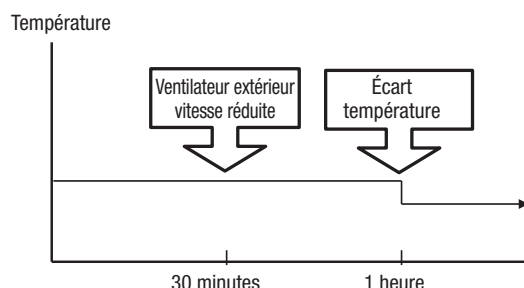 Température
Ventilateur extérieur
vitesse réduite
Écart
température
30 minutes
1 heure